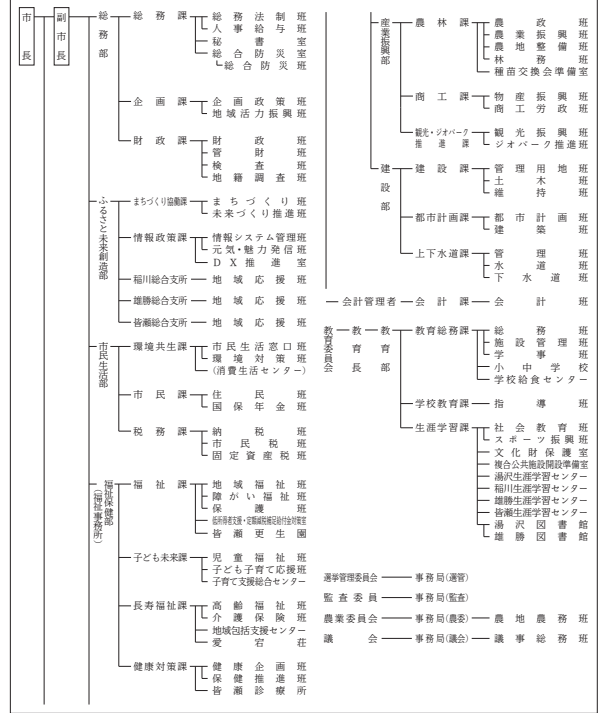 市長
副市長
総務部
総務課
総務法制班
人事給与班
秘書室
総合防災室
総合防災班
企画課
企画政策班
地域活力振興班
財政課
財政班
管財班
検査班
地籍調査班
ふるさと未来創造部
まちづくり協働課
まちづくり班
未来づくり推進班
情報政策課
情報システム管理班
元気・魅力発信班
DX推進室
稲川総合支所
地域応援班
雄勝総合支所
地域応援班
皆瀬総合支所
地域応援班
市民生活部
環境共生課
市民生活窓口班
環境対策班
(消費生活センター)
市民課
住民班
国保年金班
税務課
納税班
市民税班
固定資産税班
福祉保健部
(福祉事務所)
福祉課
地域福祉班
障がい福祉班
保護班
低所得者支援・定額減税補足給付金対策室
皆瀬更生園
子ども未来課
児童福祉班
子ども子育て応援班
子育て支援総合センター
長寿福祉課
高齢福祉班
介護保険班
地域包括支援センター
愛宕荘
健康対策課
健康企画班
保健推進班
皆瀬診療所
産業振興部
農林課
農政班
農業振興班
農地整備班
林務班
種苗交換会準備室
商工課
物産振興班
商工労政班
観光・ジオパーク推進課
観光振興班
ジオパーク推進班
建設部
建設課
管理用地班
土木班
維持班
都市計画課
都市計画班
建築班
上下水道課
管理班
水道班
下水道班
会計管理者
会計課
会計班
教育委員会
教育長
教育部
教育総務課
総務班
施設管理班
学事班
小中学校
学校給食センター
学校教育課
指導班
生涯学習課
社会教育班
スポーツ振興班
文化財保護室
複合公共施設開設準備室
湯沢生涯学習センター
稲川生涯学習センター
雄勝生涯学習センター
皆瀬生涯学習センター
湯沢図書館
雄勝図書館
選挙管理委員会
事務局(選管)
監査委員
事務局(監査)
農業委員会
事務局(農委)
農地農務班
議会
事務局(議会)
議事総務班